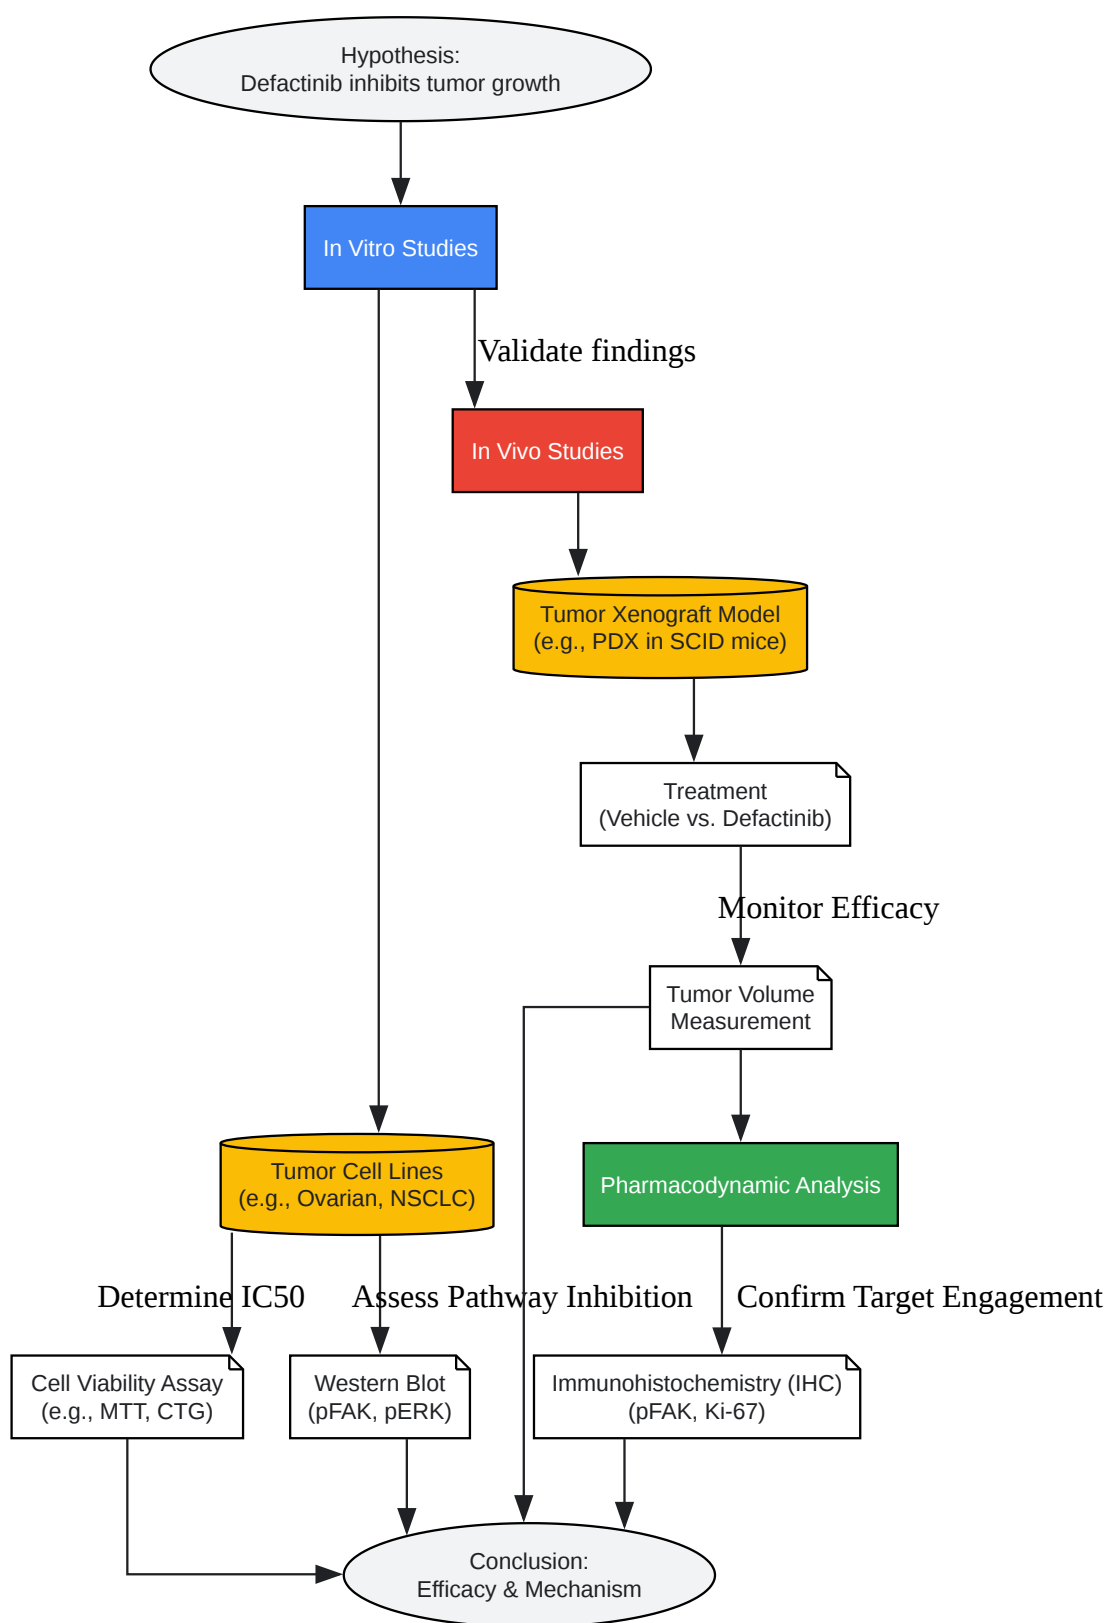 Hypothesis:
Defactinib inhibits tumor growth
In Vitro Studies
Validate findings
In Vivo Studies
Tumor Xenograft Model
(e.g., PDX in SCID mice)
Treatment
(Vehicle vs. Defactinib)
Monitor Efficacy
Tumor Volume
Measurement
Tumor Cell Lines
(e.g., Ovarian, NSCLC)
Pharmacodynamic Analysis
Determine IC50
Assess Pathway Inhibition
Confirm Target Engagement
Cell Viability Assay
(e.g., MTT, CTG)
Western Blot
(pFAK, pERK)
Immunohistochemistry (IHC)
(pFAK, Ki-67)
Conclusion:
Efficacy & Mechanism